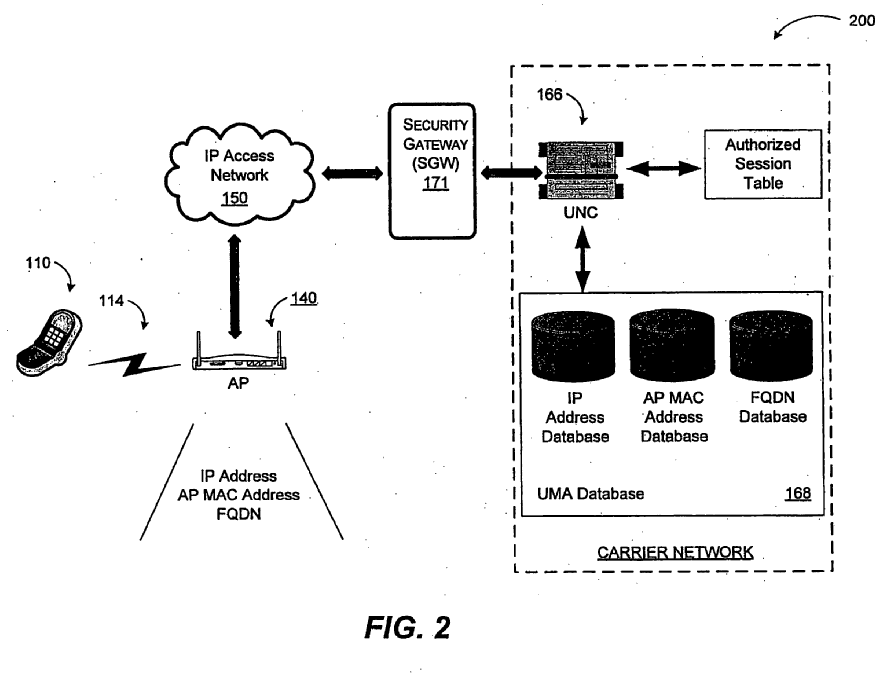 200
166
SECURITY
GATEWAY
(SGW)
171
IP Access
Network
150
Authorized
Session
Table
UNC
110
114
140
AP
IP
Address
Database
AP MAC
Address
Database
FQDN
Database
IP Address
AP MAC Address
FQDN
UMA Database
168
CARRIER NETWORK
FIG. 2